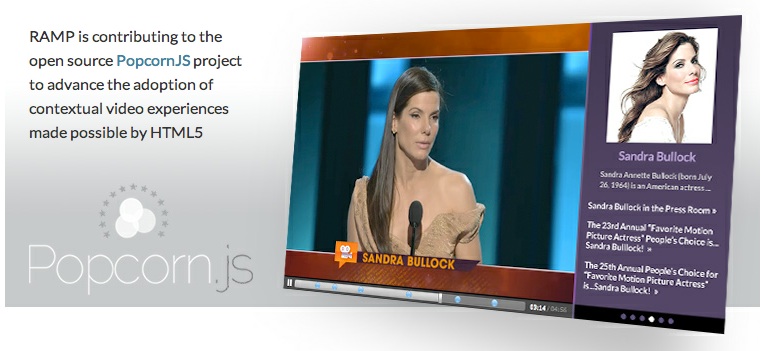 RAMP is contributing to the
open source PopcornJS project
to advance the adoption of
contextual video experiences
made possible by HTML5
Popcorn.js
SANDRA BULLOCK
03:14 / 04:56
Sandra Bullock
Sandra Annette Bullock (born July
26, 1964) is an American actress ...
Sandra Bullock in the Press Room »
The 23rd Annual "Favorite Motion
Picture Actress" People's Choice is...
Sandra Bullock! »
The 25th Annual People's Choice for
"Favorite Motion Picture Actress"
is...Sandra Bullock! »